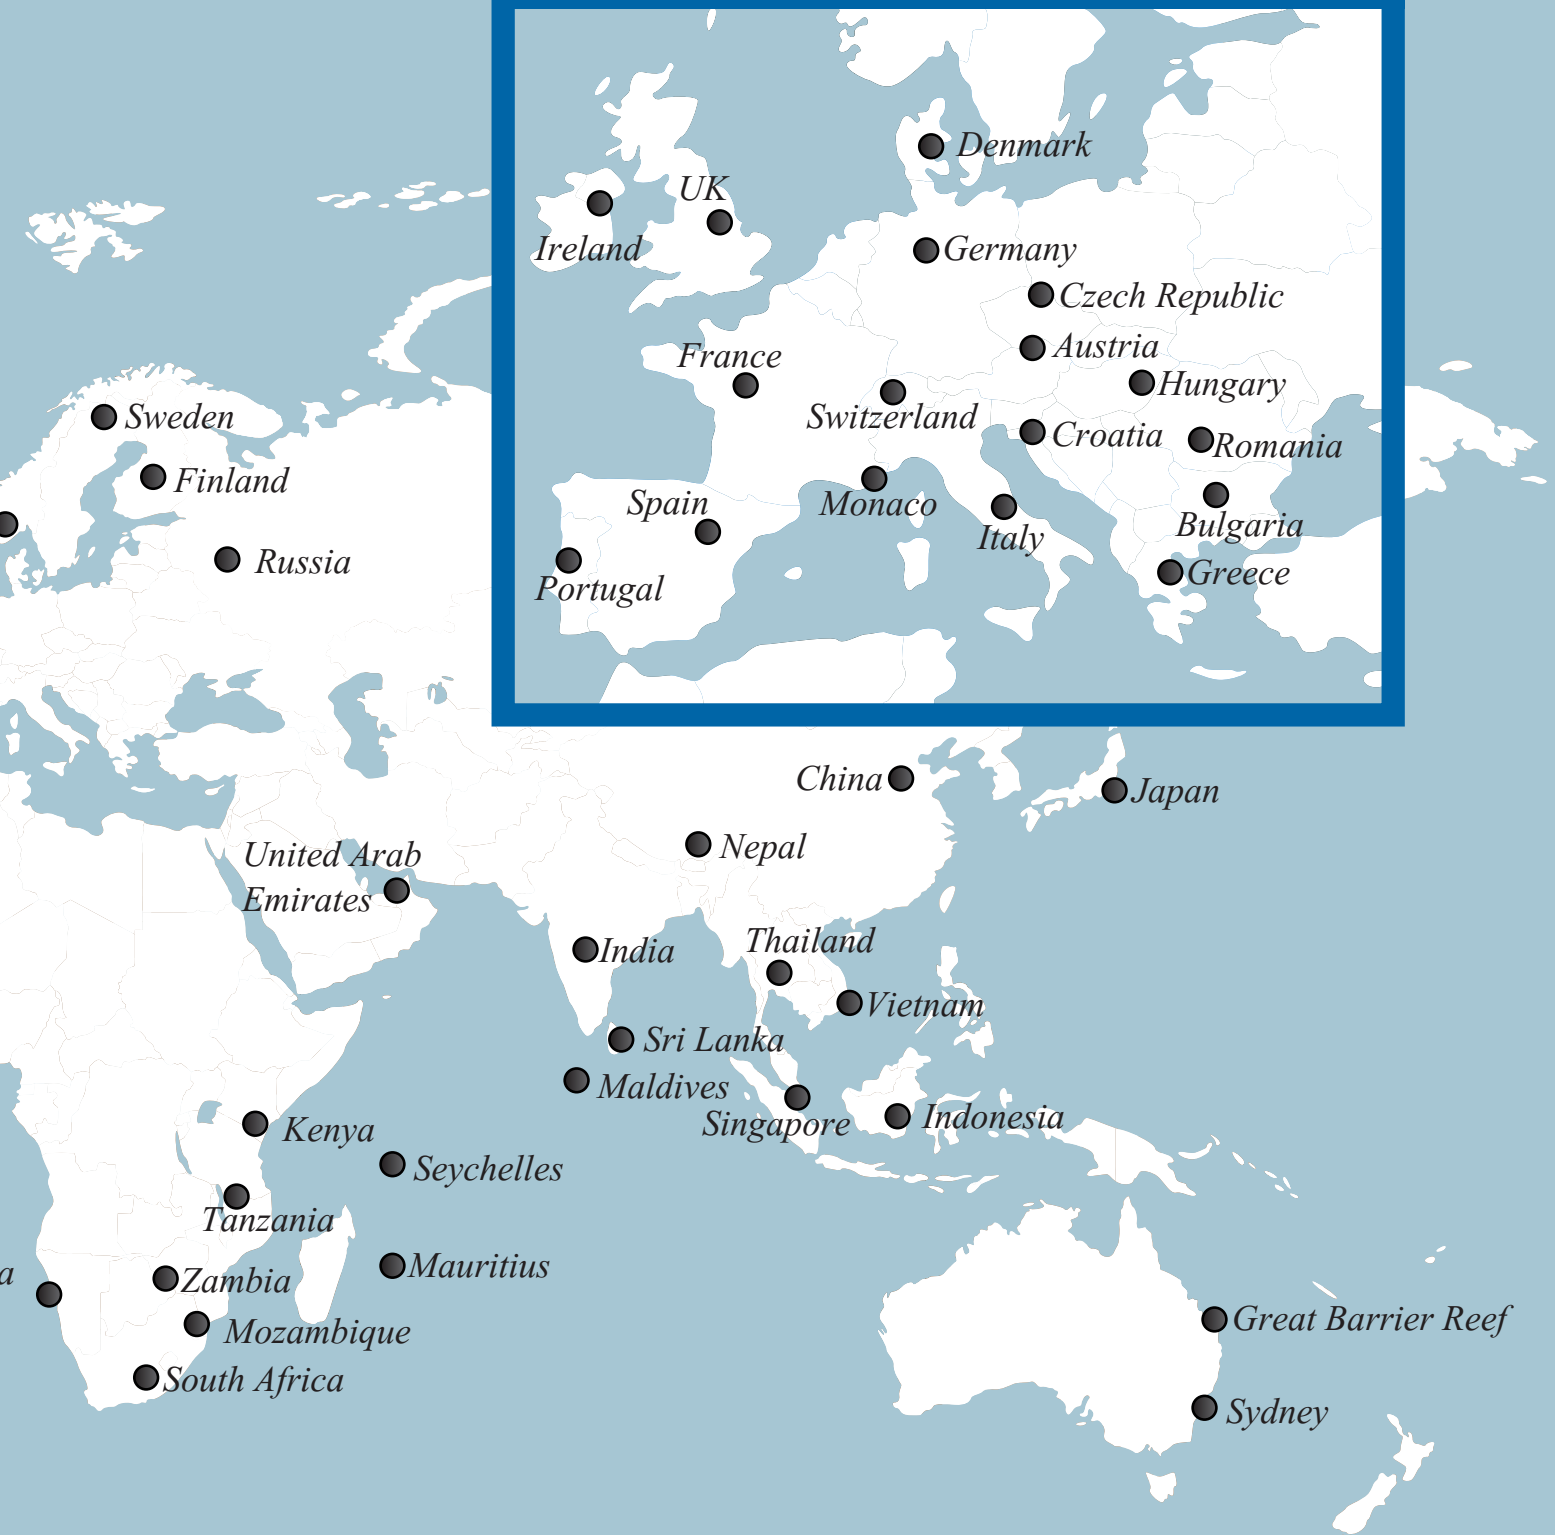 Denmark
UK
Ireland
Germany
Czech Republic
Austria
France
Hungary
Switzerland
Croatia
Romania
Spain
Monaco
Italy
Bulgaria
Greece
Portugal
Sweden
Finland
Russia
China
Japan
Nepal
United Arab
Emirates
Thailand
India
Vietnam
Sri Lanka
Maldives
Singapore
Indonesia
Kenya
Seychelles
Tanzania
Mauritius
a
Zambia
Mozambique
Great Barrier Reef
South Africa
Sydney